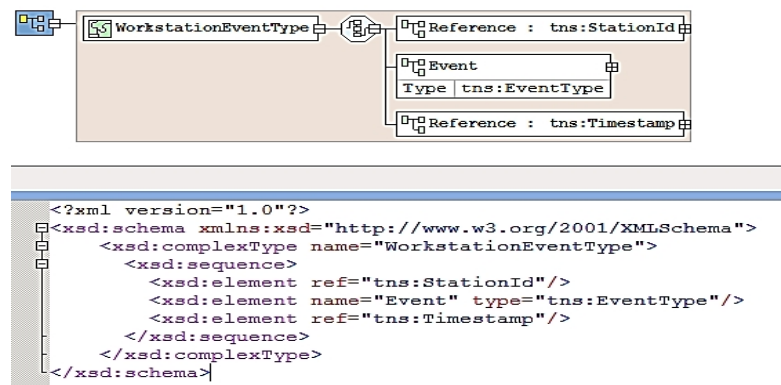 WorkstationEventType
Reference : tns:StationId
Event
Type tns:EventType
Reference : tns:Timestamp
<?xml version="1.0"?>
<xsd:schema xmlns:xsd="http://www.w3.org/2001/XMLSchema">
<xsd:complexType name="WorkstationEventType">
<xsd:sequence>
<xsd:element ref="tns:StationId"/>
<xsd:element name="Event" type="tns:EventType"/>
<xsd:element ref="tns:Timestamp"/>
</xsd:sequence>
</xsd:complexType>
</xsd:schema>